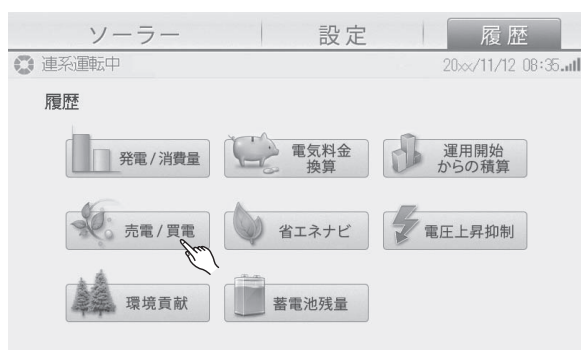 ソーラー 設定 履歴
連系運転中 20xx/11/12 08:35
履歴
発電/消費量 電気料金
換算 運用開始
からの積算
売電/買電 省エネナビ 電圧上昇抑制
環境貢献 蓄電池残量